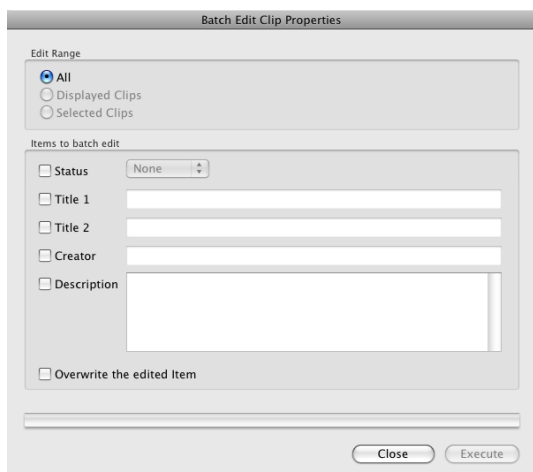 Batch Edit Clip Properties
Edit Range
All
Displayed Clips
Selected Clips
Items to batch edit
Status None
Title 1
Title 2
Creator
Description
Overwrite the edited Item
Close Execute